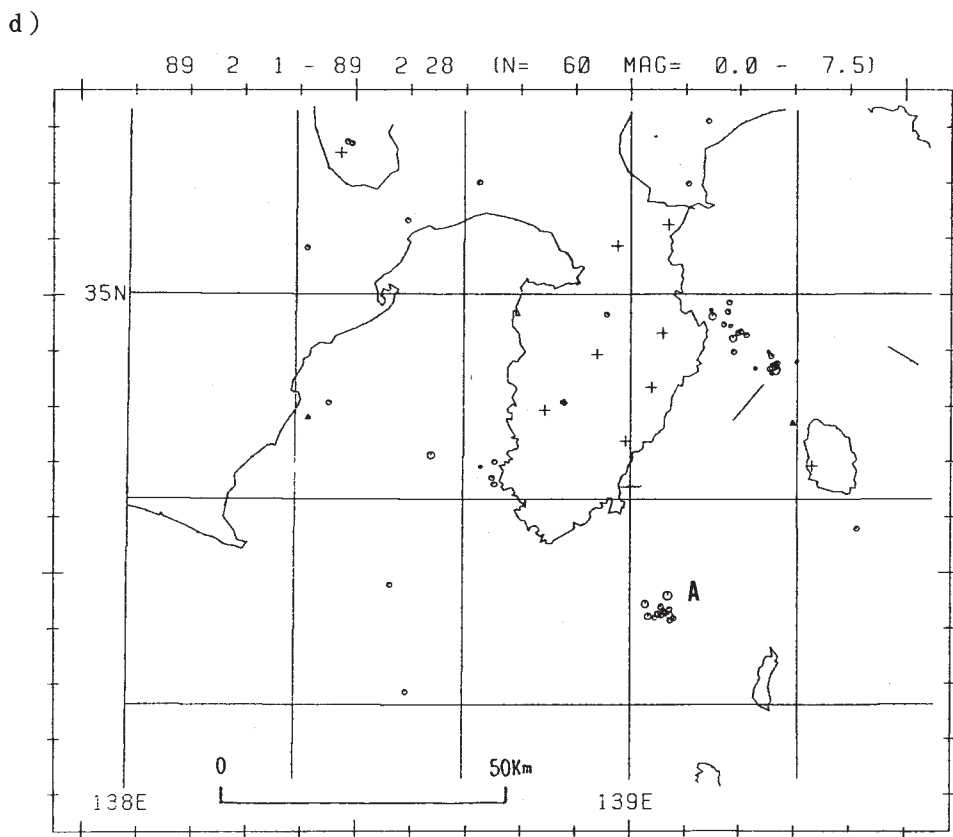 d)
89 2 1 - 89 2 28 (N= 60 MAG= 0.0 - 7.5)
35N
A
0 50Km
138E 139E